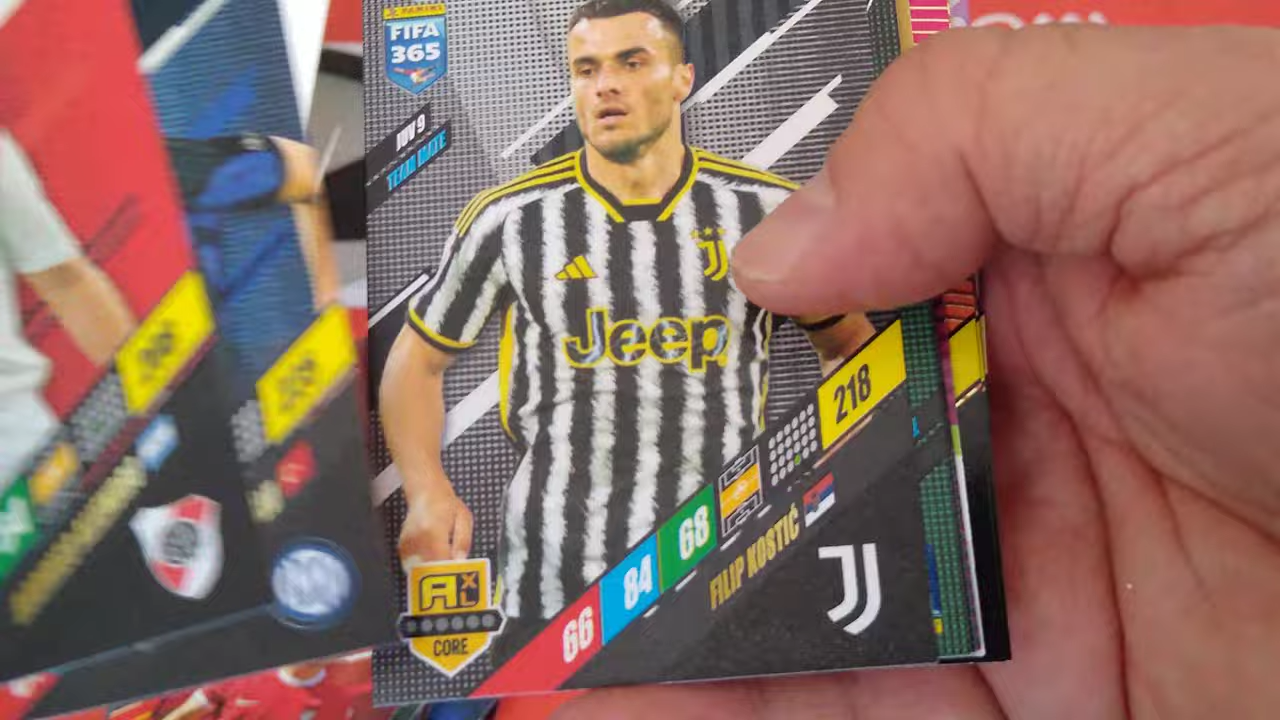 PANINI
FIFA
365
JUV 9
TEAM MATE
Jeep
218
FILIP KOSTIĆ
68
84
66
AXL
CORE